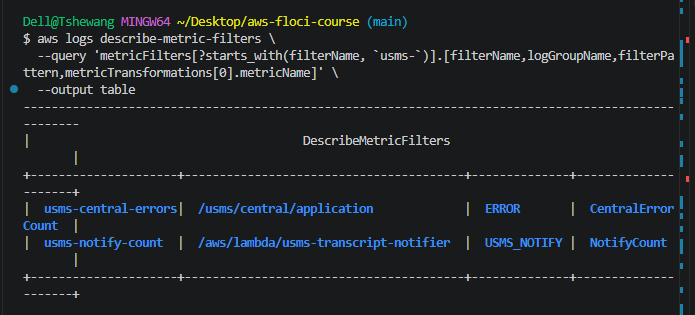 Dell@Tshewang MINGW64 ~/Desktop/aws-floci-course (main)
$ aws logs describe-metric-filters \
  --query 'metricFilters[?starts_with(filterName, `usms-`)].[filterName,logGroupName,filterPa
ttern,metricTransformations[0].metricName]' \
  --output table
-------------------------------------------------------------------------------------------
--------
|                                     DescribeMetricFilters
       |
+---------------------+---------------------------------------+--------------+--------------
-------+
|  usms-central-errors|  /usms/central/application            |  ERROR       |  CentralError
Count  |
|  usms-notify-count  |  /aws/lambda/usms-transcript-notifier |  USMS_NOTIFY |  NotifyCount
       |
+---------------------+---------------------------------------+--------------+--------------
-------+